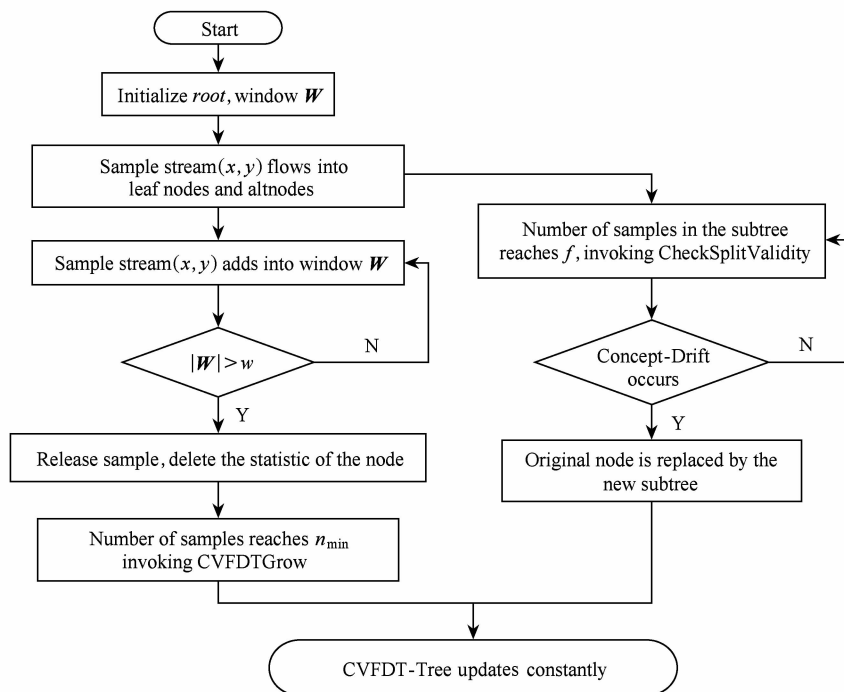 Start
Initialize root, window W
Sample stream(x, y) flows into
leaf nodes and altnodes
Sample stream(x, y) adds into window W
|W|>w
N
Y
Release sample, delete the statistic of the node
Number of samples reaches nmin
invoking CVFDTGrow
Number of samples in the subtree
reaches f, invoking CheckSplitValidity
Concept-Drift
occurs
N
Y
Original node is replaced by the
new subtree
CVFDT-Tree updates constantly